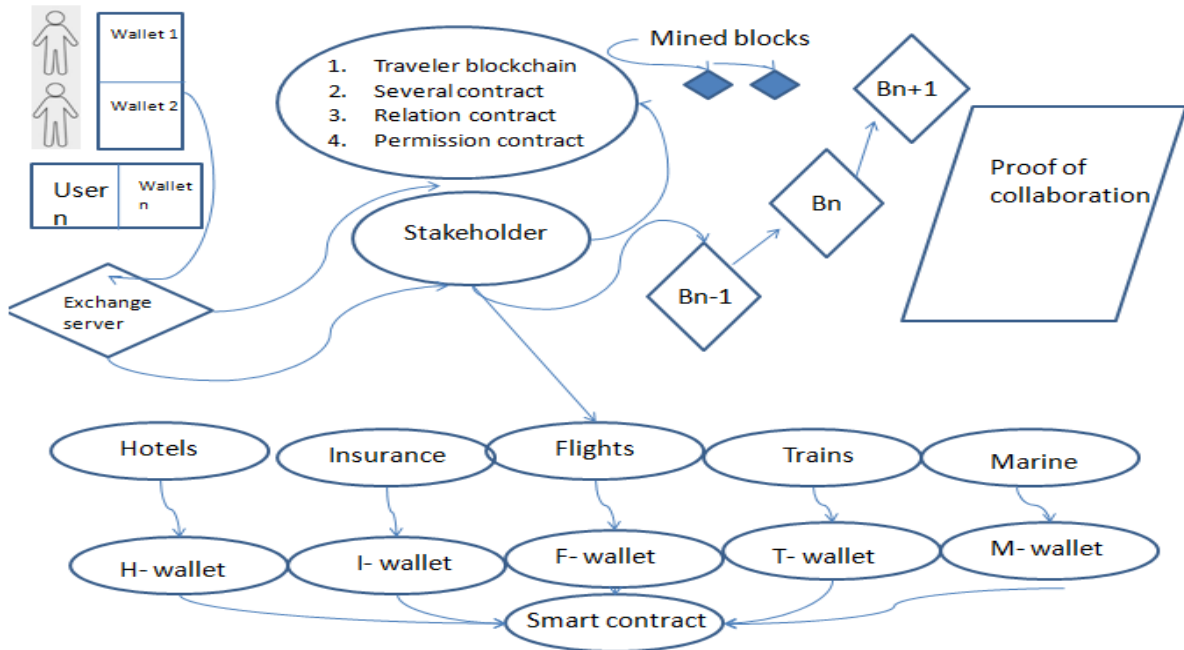 Wallet 1
Wallet 2
User
n
Wallet
n
Exchange
server
1. Traveler blockchain
2. Several contract
3. Relation contract
4. Permission contract
Stakeholder
Mined blocks
Bn-1
Bn
Bn+1
Proof of
collaboration
Hotels
Insurance
Flights
Trains
Marine
H- wallet
I- wallet
F- wallet
T- wallet
M- wallet
Smart contract